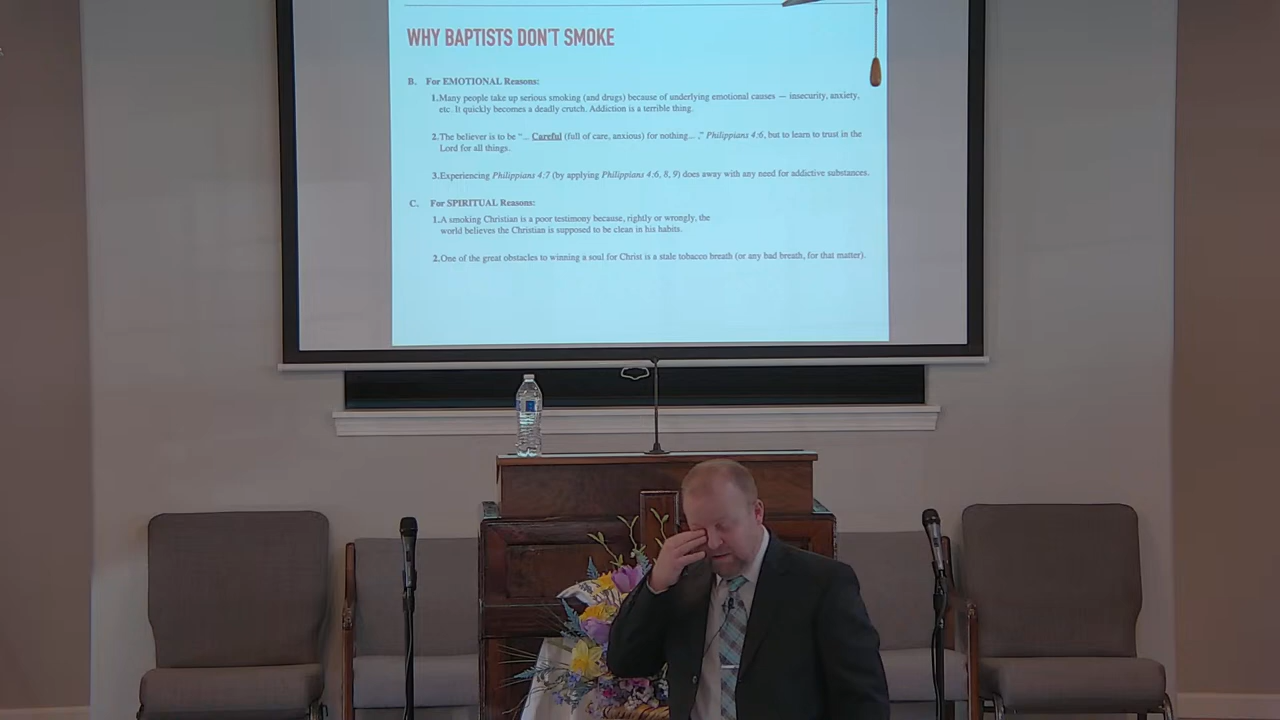 WHY BAPTISTS DON'T SMOKE
B. For EMOTIONAL Reasons:
1.Many people take up serious smoking (and drugs) because of underlying emotional causes — insecurity, anxiety,
etc. It quickly becomes a deadly crutch. Addiction is a terrible thing.
2.The believer is to be "... Careful (full of care, anxious) for nothing... ," Philippians 4:6, but to learn to trust in the
Lord for all things.
3.Experiencing Philippians 4:7 (by applying Philippians 4:6, 8, 9) does away with any need for addictive substances.
C. For SPIRITUAL Reasons:
1.A smoking Christian is a poor testimony because, rightly or wrongly, the
world believes the Christian is supposed to be clean in his habits.
2.One of the great obstacles to winning a soul for Christ is a stale tobacco breath (or any bad breath, for that matter).